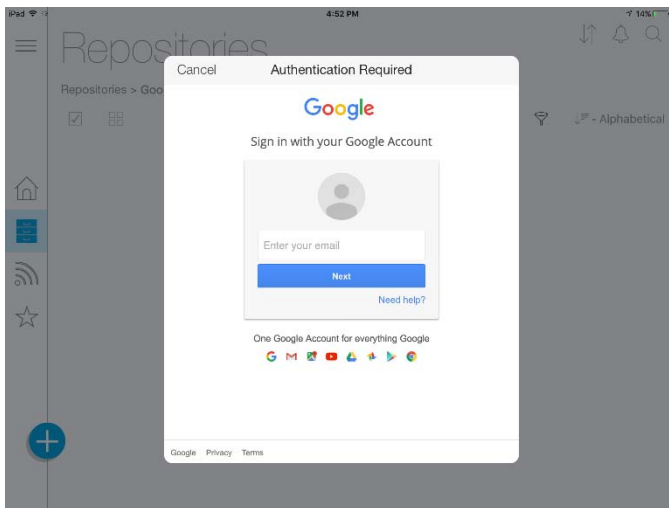 iPad 4:52 PM 14%
Repositories
Cancel Authentication Required
Repositories > Goo
Google
- Alphabetical
Sign in with your Google Account
Enter your email
Next
Need help?
One Google Account for everything Google
Google Privacy Terms